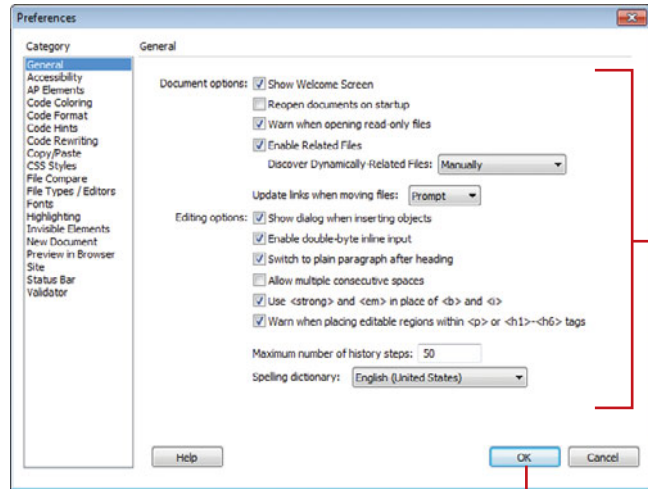 Preferences
Category
General
General
Accessibility
AP Elements
Code Coloring
Code Format
Code Hints
Code Rewriting
Copy/Paste
CSS Styles
File Compare
File Types / Editors
Fonts
Highlighting
Invisible Elements
New Document
Preview in Browser
Site
Status Bar
Validator
Document options: Show Welcome Screen
Reopen documents on startup
Warn when opening read-only files
Enable Related Files
Discover Dynamically-Related Files: Manually
Update links when moving files: Prompt
Editing options: Show dialog when inserting objects
Enable double-byte inline input
Switch to plain paragraph after heading
Allow multiple consecutive spaces
Use <strong> and <em> in place of <b> and <i>
Warn when placing editable regions within <p> or <h1>-<h6> tags
Maximum number of history steps: 50
Spelling dictionary: English (United States)
Help
OK
Cancel